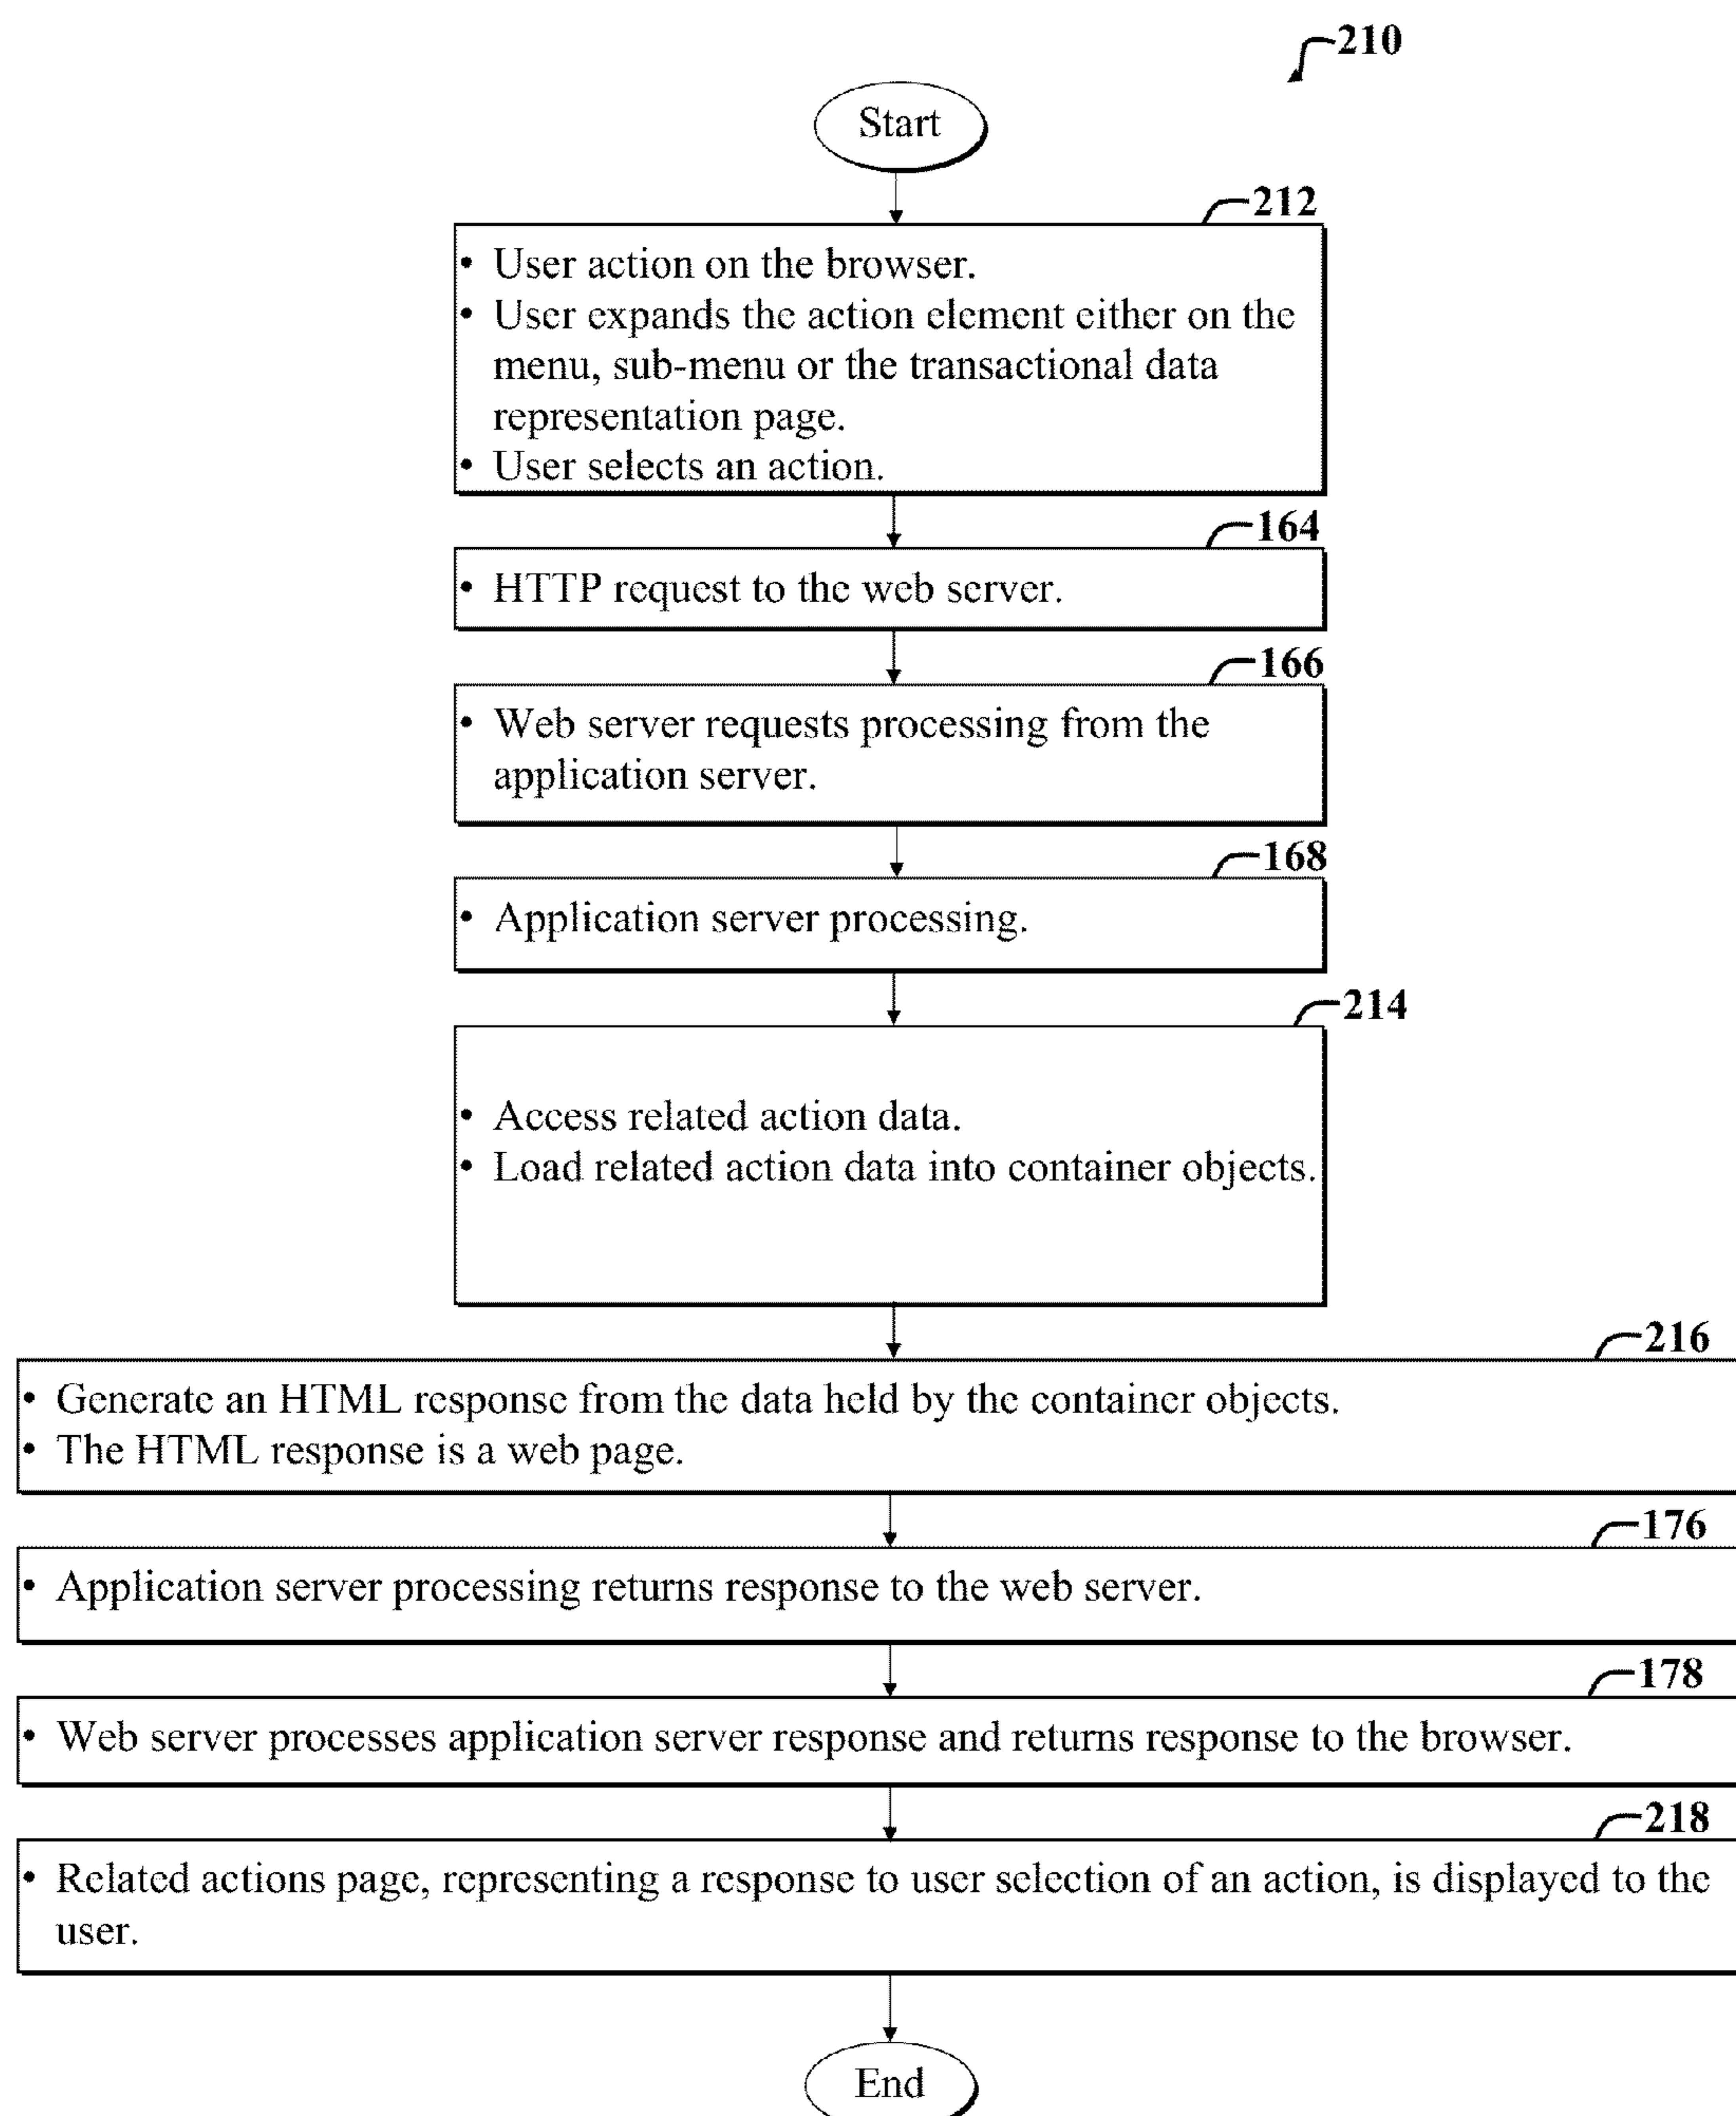 210
Start
212
• User action on the browser.
• User expands the action element either on the
menu, sub-menu or the transactional data
representation page.
• User selects an action.
164
• HTTP request to the web server.
166
• Web server requests processing from the
application server.
168
• Application server processing.
214
• Access related action data.
• Load related action data into container objects.
216
• Generate an HTML response from the data held by the container objects.
• The HTML response is a web page.
176
• Application server processing returns response to the web server.
178
• Web server processes application server response and returns response to the browser.
218
• Related actions page, representing a response to user selection of an action, is displayed to the
user.
End